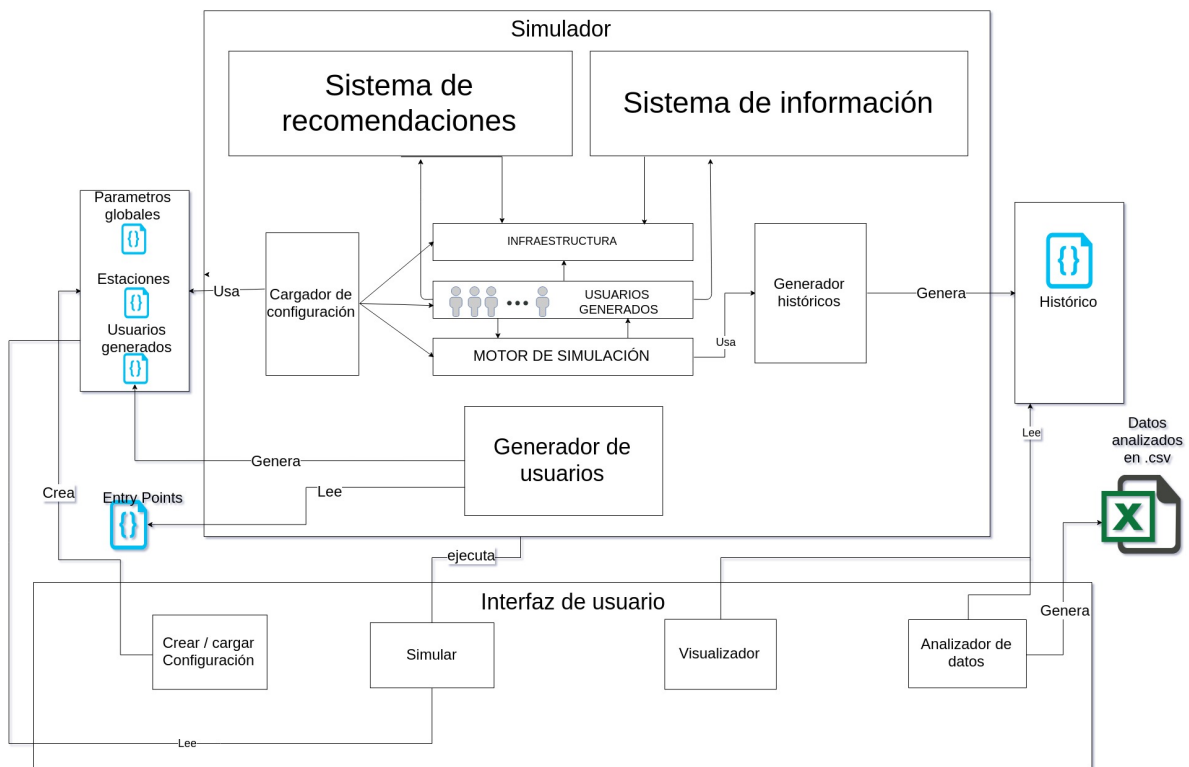 Simulador
Sistema de
recomendaciones
Sistema de información
Parametros
globales
Estaciones
Usuarios
generados
Usa
Cargador de
configuración
INFRAESTRUCTURA
USUARIOS
GENERADOS
MOTOR DE SIMULACIÓN
Usa
Generador
históricos
Genera
Histórico
Generador de
usuarios
Genera
Lee
Crea
Entry Points
Lee
Datos
analizados
en .csv
X
ejecuta
Interfaz de usuario
Genera
Crear / cargar
Configuración
Simular
Visualizador
Analizador de
datos
Lee